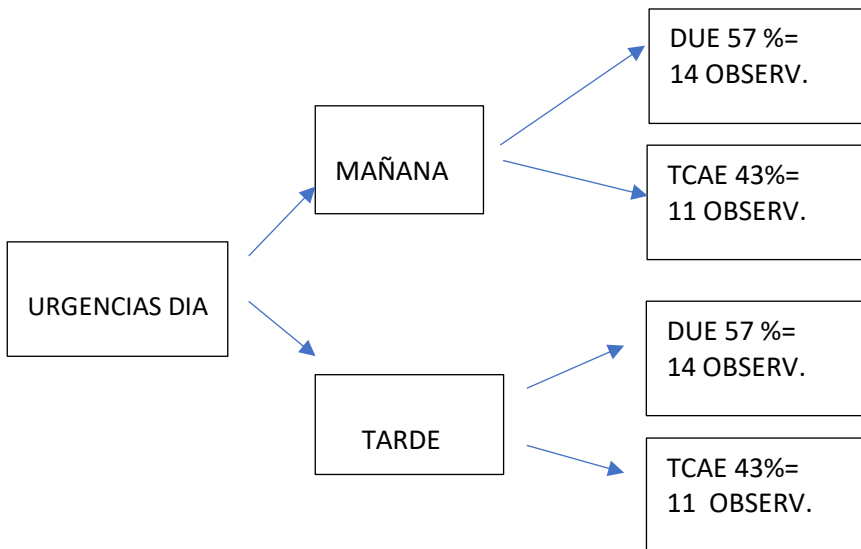 DUE 57 %=
14 OBSERV.
MAÑANA
TCAE 43%=
11 OBSERV.
URGENCIAS DIA
DUE 57 %=
14 OBSERV.
TARDE
TCAE 43%=
11 OBSERV.